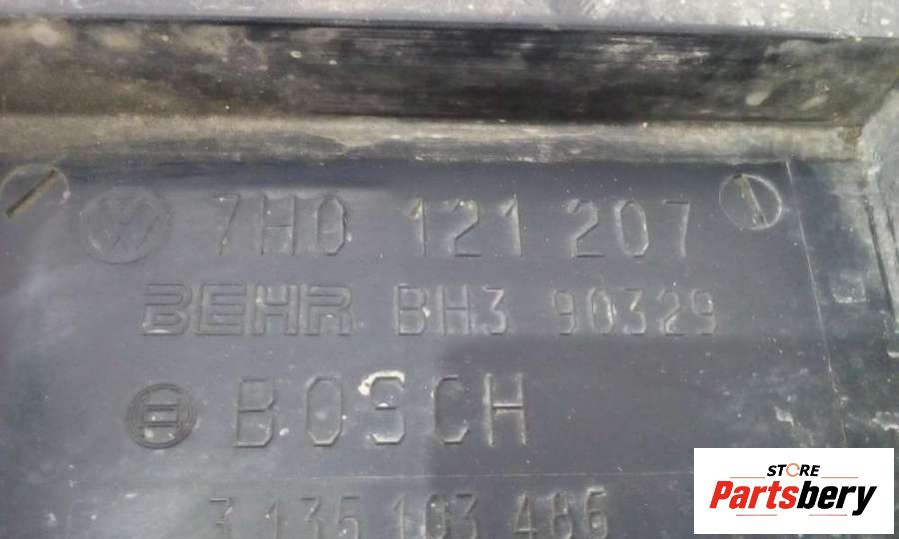 7H0 121 207
BEHR BH3 90329
BOSCH
3 135 103 486
STORE
Partsbery